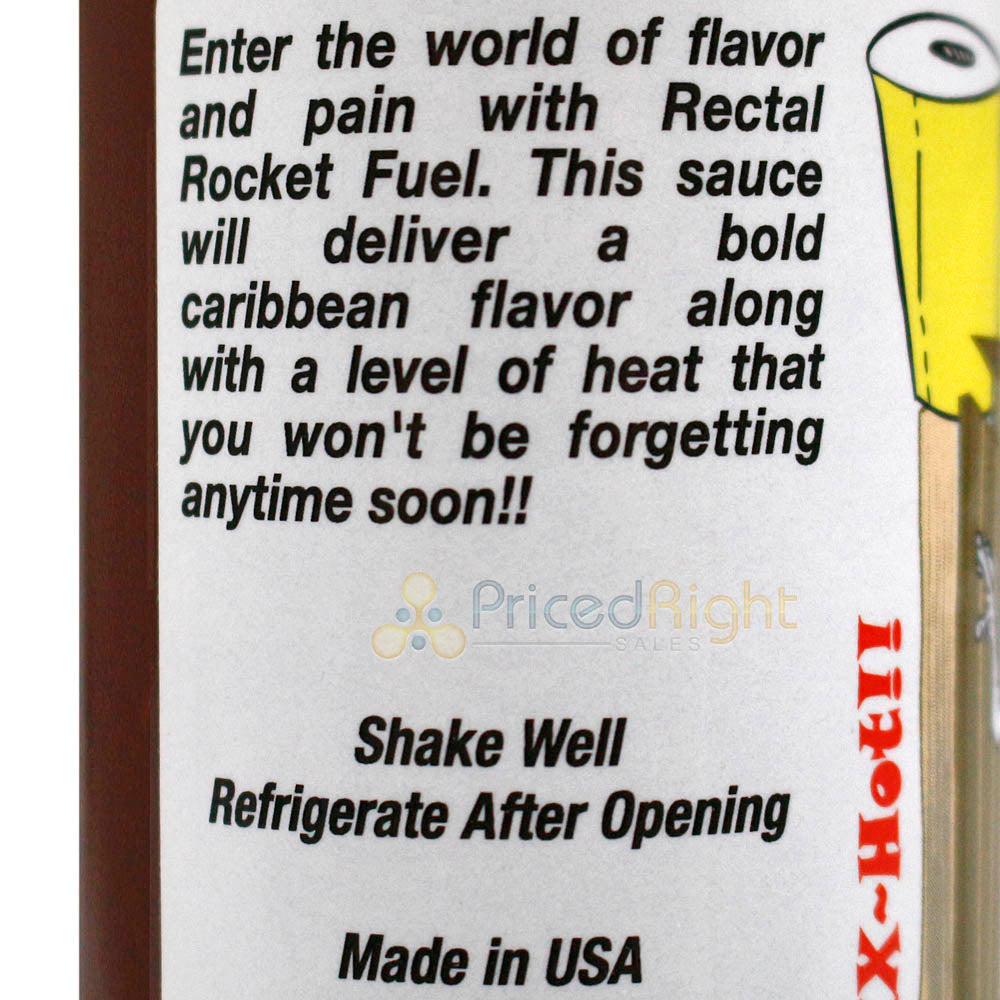 Enter the world of flavor
and pain with Rectal
Rocket Fuel. This sauce
will deliver a bold
caribbean flavor along
with a level of heat that
you won't be forgetting
anytime soon!!
PricedRight
SALES
Shake Well
Refrigerate After Opening
Made in USA
X~Hot!!